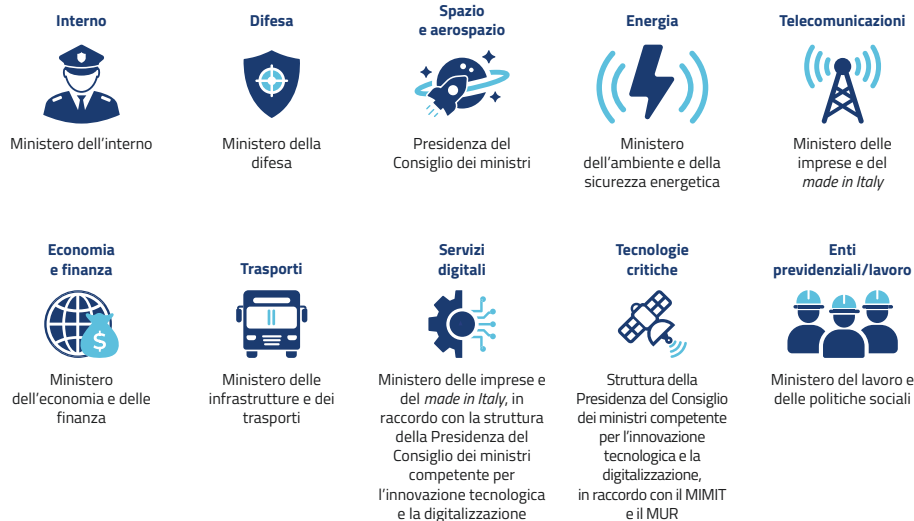 Interno
Ministero dell'interno
Difesa
Ministero della
difesa
Spazio
e aerospazio
Presidenza del
Consiglio dei ministri
Energia
Ministero
dell'ambiente e della
sicurezza energetica
Telecomunicazioni
Ministero delle
imprese e del
made in Italy
Economia
e finanza
$
Ministero
dell'economia e delle
finanza
Trasporti
Ministero delle
infrastrutture e dei
trasporti
Servizi
digitali
Ministero delle imprese e
del made in Italy, in
raccordo con la struttura
della Presidenza del
Consiglio dei ministri
competente per
l'innovazione tecnologica
e la digitalizzazione
Tecnologie
critiche
Struttura della
Presidenza del Consiglio
dei ministri competente
per l'innovazione
tecnologica e la
digitalizzazione,
in raccordo con il MIMIT
e il MUR
Enti
previdenziali/lavoro
Ministero del lavoro e
delle politiche sociali